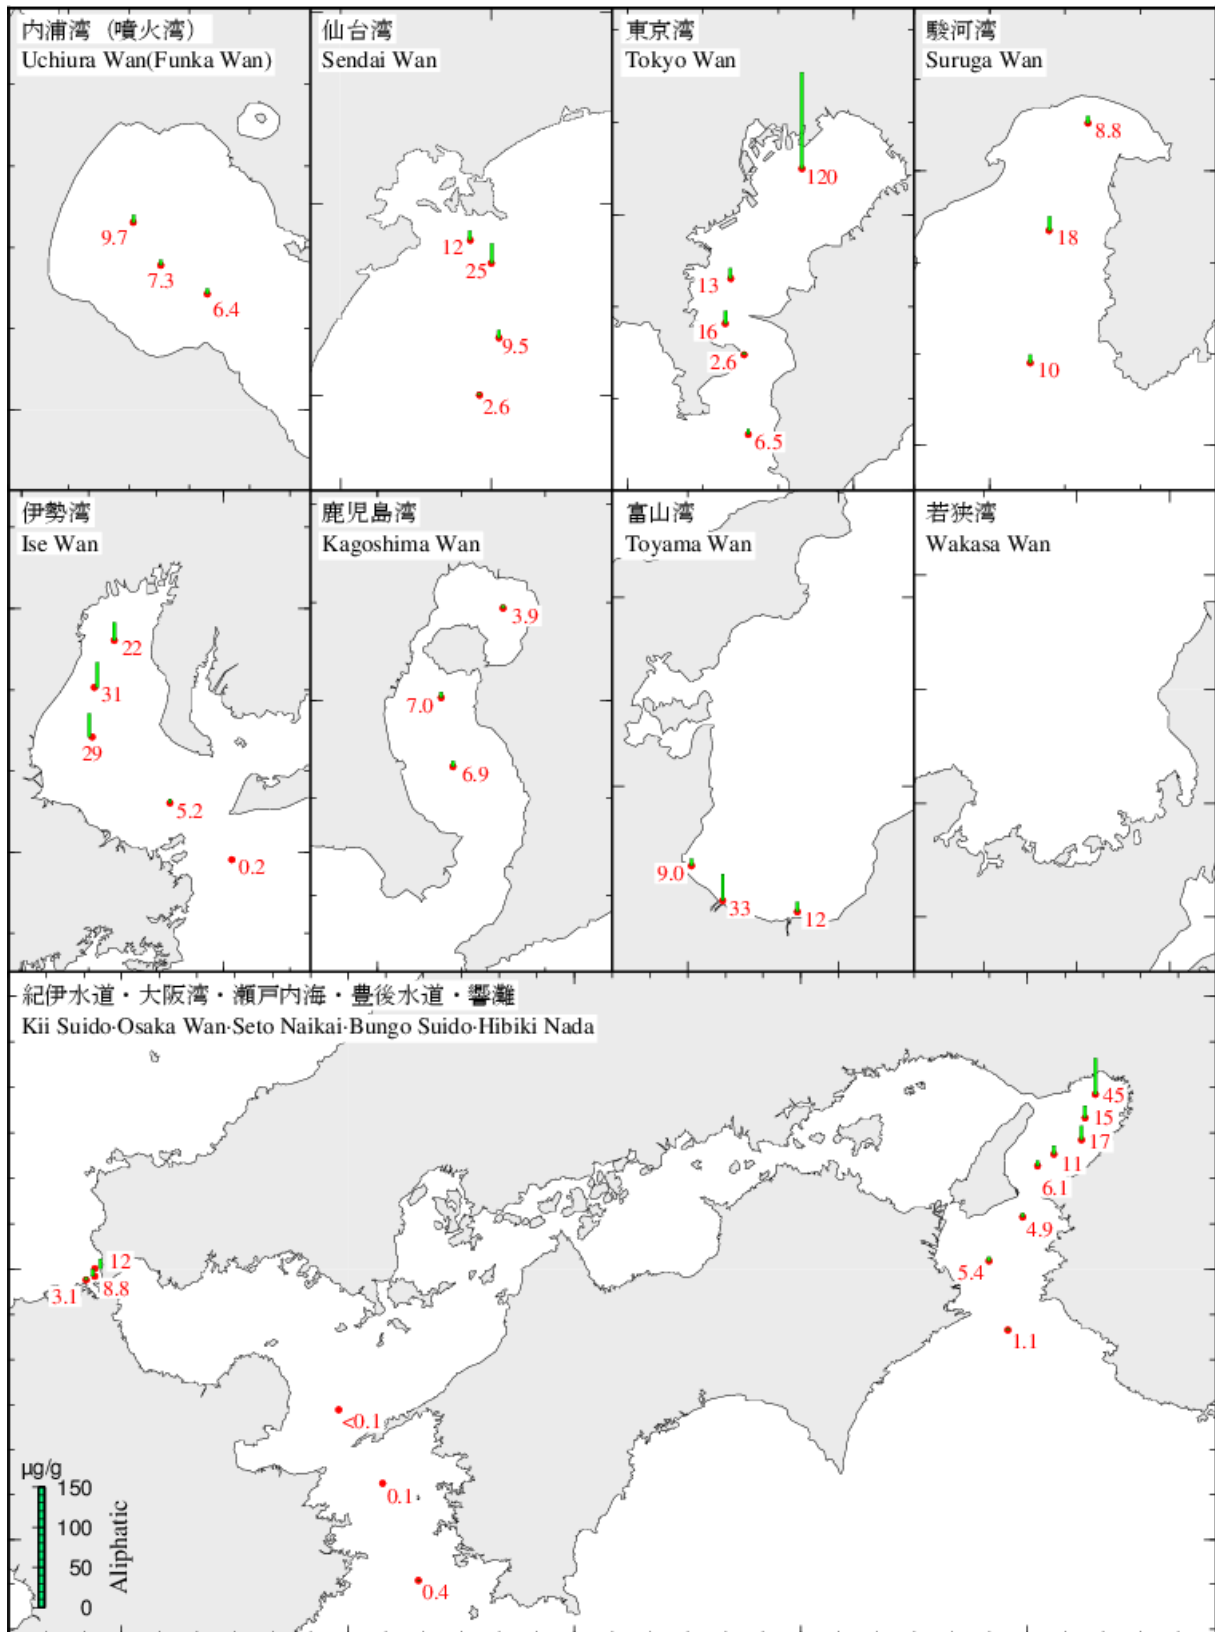 内浦湾（噴火湾）
Uchiura Wan(Funka Wan)
9.7
7.3
6.4
仙台湾
Sendai Wan
12
25
9.5
2.6
東京湾
Tokyo Wan
120
13
16
2.6
6.5
駿河湾
Suruga Wan
8.8
18
10
伊勢湾
Ise Wan
22
31
29
5.2
0.2
鹿児島湾
Kagoshima Wan
3.9
7.0
6.9
富山湾
Toyama Wan
9.0
33
12
若狭湾
Wakasa Wan
紀伊水道・大阪湾・瀬戸内海・豊後水道・響灘
Kii Suido·Osaka Wan·Seto Naikai·Bungo Suido·Hibiki Nada
45
15
17
11
6.1
4.9
5.4
1.1
12
8.8
3.1
<0.1
0.1
0.4
µg/g
150
100
50
0
Aliphatic